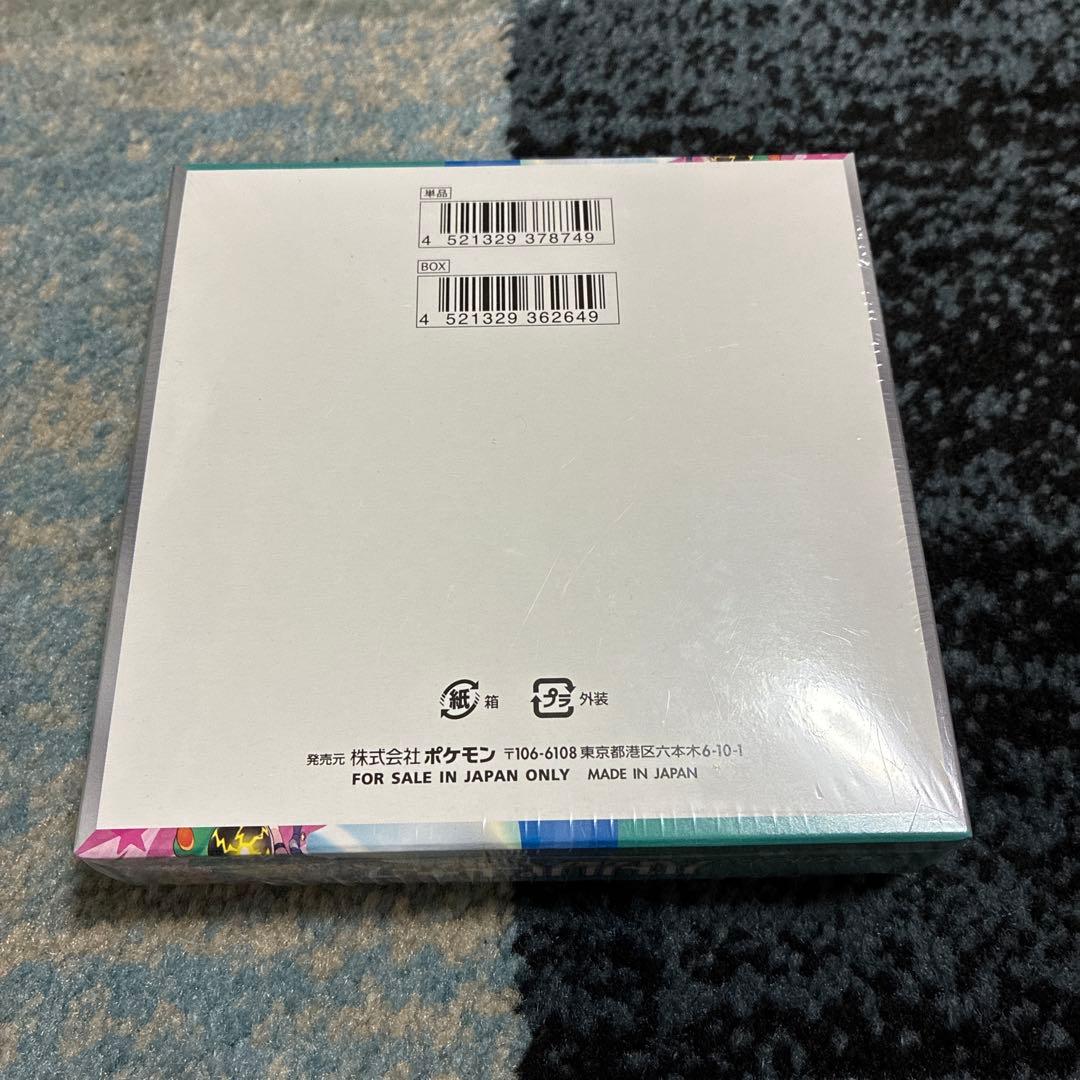 単品
4 521329 378749
BOX
4 521329 362649
紙 箱
プラ 外装
発売元 株式会社 ポケモン 〒106-6108 東京都港区六本木6-10-1
FOR SALE IN JAPAN ONLY MADE IN JAPAN